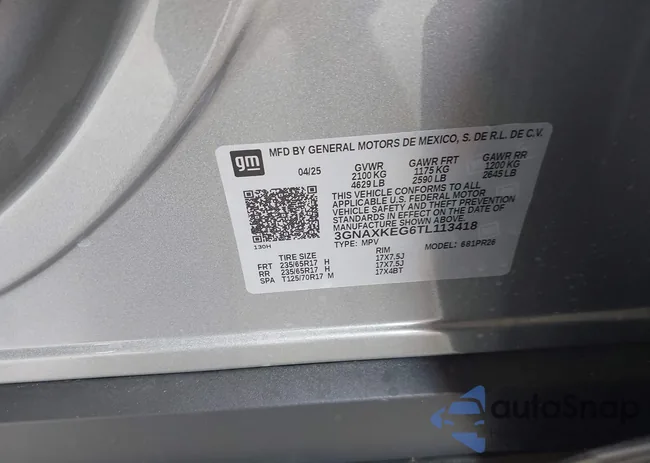 gm
MFD BY GENERAL MOTORS DE MEXICO, S. DE R.L. DE C.V.
04/25 GVWR GAWR FRT GAWR RR
2100 KG 1175 KG 1200 KG
4629 LB 2590 LB 2645 LB
THIS VEHICLE CONFORMS TO ALL
APPLICABLE U.S. FEDERAL MOTOR
VEHICLE SAFETY AND THEFT PREVENTION
STANDARDS IN EFFECT ON THE DATE
OF MANUFACTURE SHOWN ABOVE.
3GNAXKEG6TL113418
130H
TYPE: MPV MODEL: 681PR26
TIRE SIZE RIM
FRT 235/65R17 H 17X7.5J
RR 235/65R17 H 17X7.5J
SPA T125/70R17 M 17X4BT
autoSnap